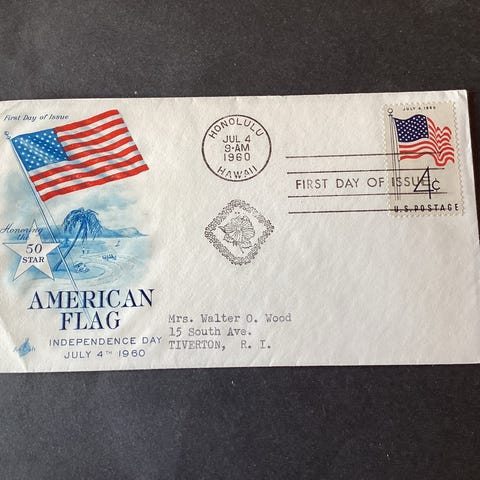 First Day of Issue
Honoring
the
50
STAR
AMERICAN
FLAG
INDEPENDENCE DAY
JULY 4TH 1960
HONOLULU
JUL 4
9-AM
1960
HAWAII
FIRST DAY OF ISSUE
JULY 4, 1960
4c
U.S. POSTAGE
Mrs. Walter O. Wood
15 South Ave.
TIVERTON, R. I.